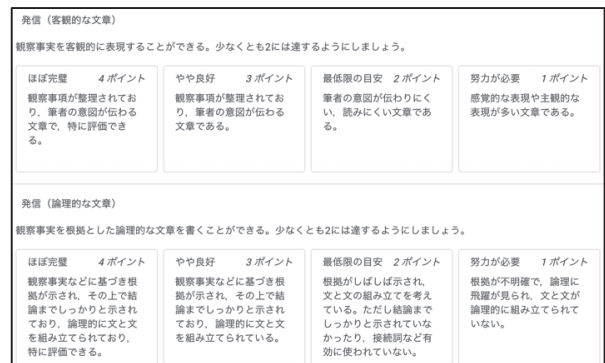 発信（客観的な文章）
観察事実を客観的に表現することができる。少なくとも2には達するようにしましょう。
ほぼ完璧 4 ポイント
観察事項が整理されてお
り，筆者の意図が伝わる
文章で，特に評価でき
る。
やや良好 3 ポイント
観察事項が整理されてお
り，筆者の意図が伝わる
文章である。
最低限の目安 2 ポイント
筆者の意図が伝わりにく
い，読みにくい文章であ
る。
努力が必要 1 ポイント
感覚的な表現や主観的な
表現が多い文章である。
発信（論理的な文章）
観察事実を根拠とした論理的な文章を書くことができる。少なくとも2には達するようにしましょう。
ほぼ完璧 4 ポイント
観察事実などに基づき根
拠が示され，その上で結
論までしっかりと示され
ており，論理的に文と文
を組み立てられており，
特に評価できる。
やや良好 3 ポイント
観察事実などに基づき根
拠が示され，その上で結
論までしっかりと示され
ており，論理的に文と文
を組み立てられている。
最低限の目安 2 ポイント
根拠がしばしば示され，
文と文の組み立てを考え
ている。ただし結論まで
しっかりと示されていな
かったり，接続詞など有
効に使われていない。
努力が必要 1 ポイント
根拠が不明確で，論理に
飛躍が見られ，文と文が
論理的に組み立てられて
いない。